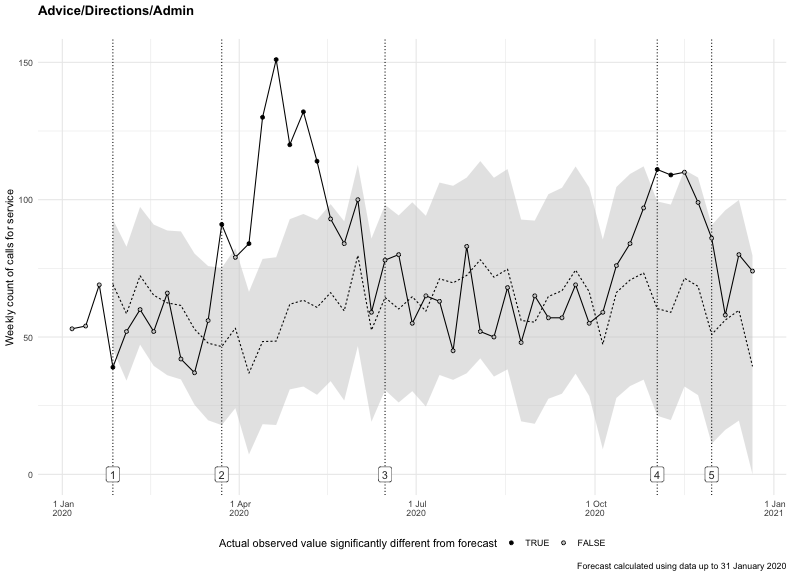 Advice/Directions/Admin
Weekly count of calls for service
150
100
50
0
1
2
3
4
5
1 Jan
2020
1 Apr
2020
1 Jul
2020
1 Oct
2020
1 Jan
2021
Actual observed value significantly different from forecast
TRUE
FALSE
Forecast calculated using data up to 31 January 2020